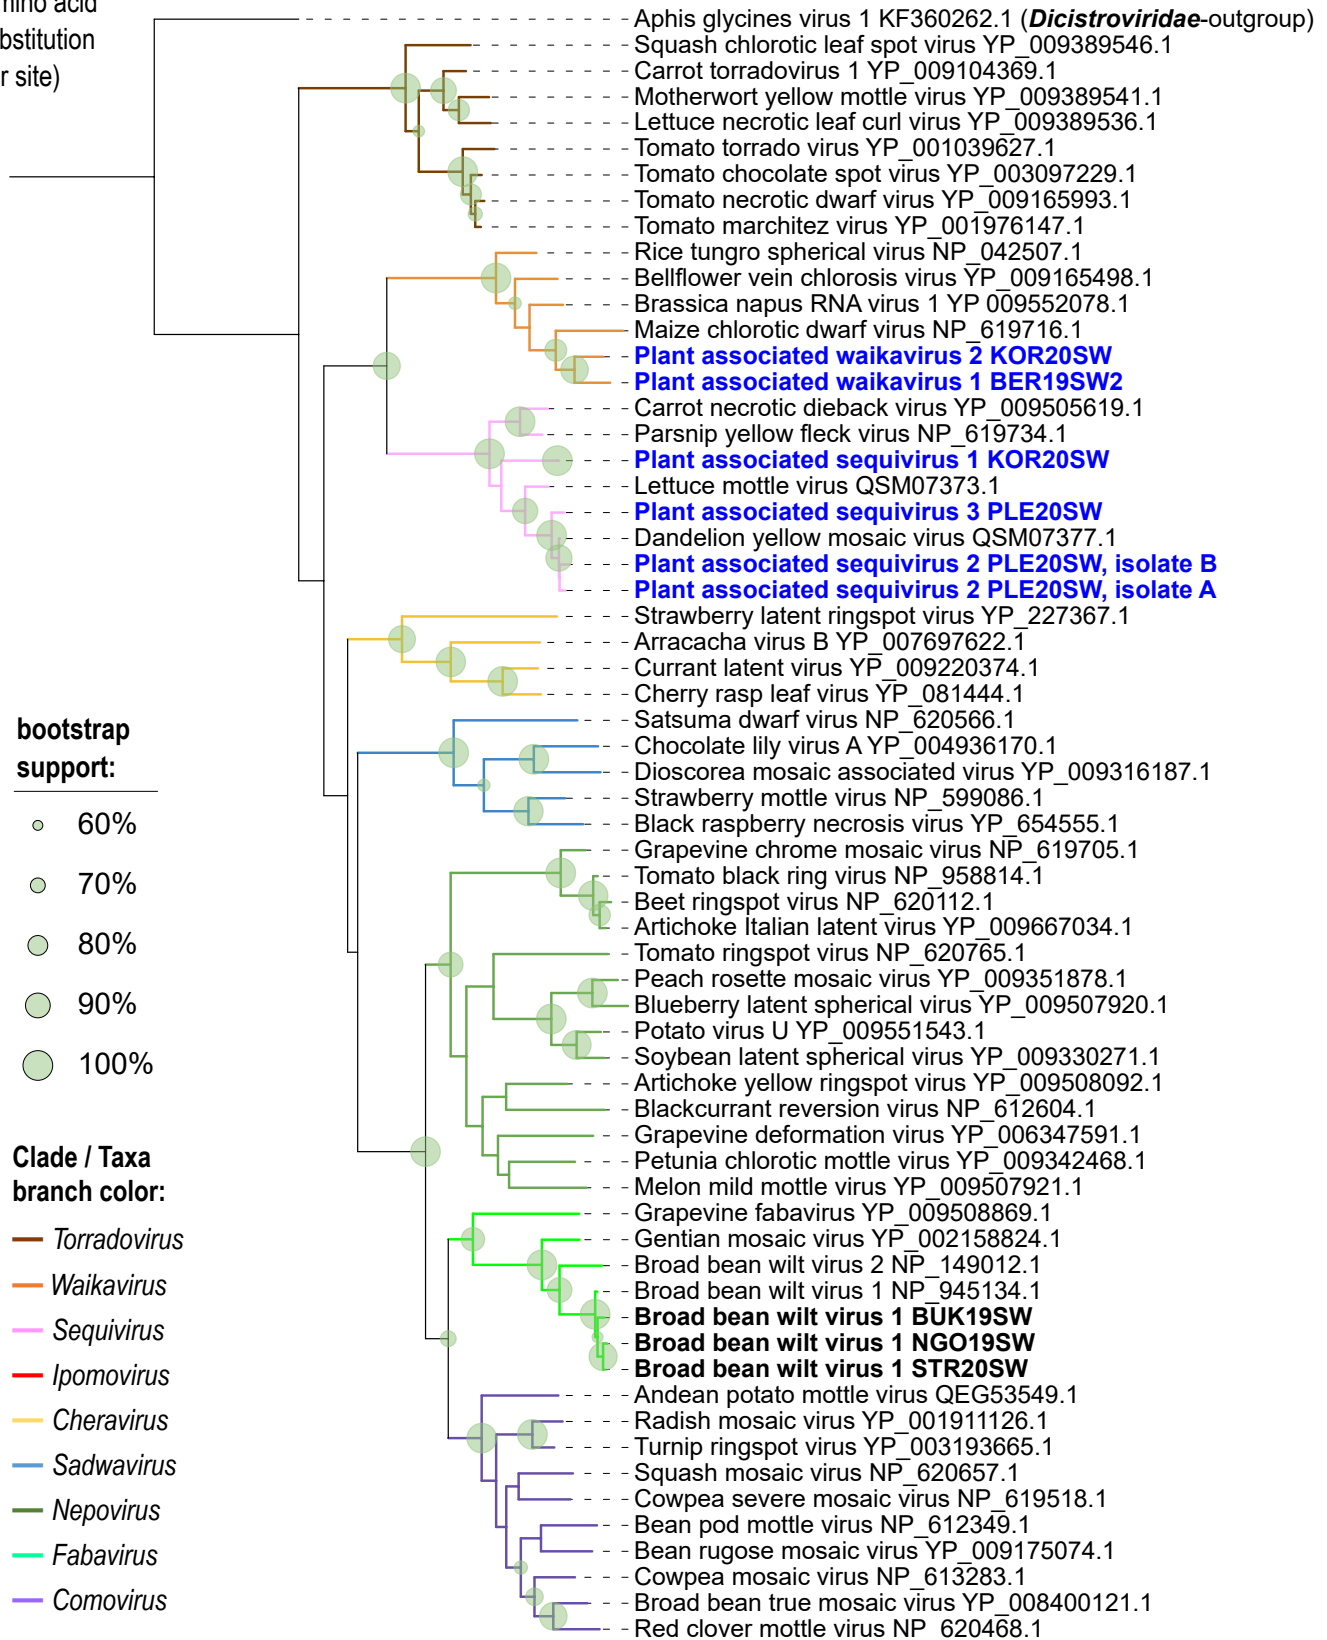 mino acid
bstitution
r site)
Aphis glycines virus 1 KF360262.1 (Dicistroviridae-outgroup)
Squash chlorotic leaf spot virus YP_009389546.1
Carrot torradovirus 1 YP_009104369.1
Motherwort yellow mottle virus YP_009389541.1
Lettuce necrotic leaf curl virus YP_009389536.1
Tomato torrado virus YP_001039627.1
Tomato chocolate spot virus YP_003097229.1
Tomato necrotic dwarf virus YP_009165993.1
Tomato marchitez virus YP_001976147.1
Rice tungro spherical virus NP_042507.1
Bellflower vein chlorosis virus YP_009165498.1
Brassica napus RNA virus 1 YP 009552078.1
Maize chlorotic dwarf virus NP_619716.1
Plant associated waikavirus 2 KOR20SW
Plant associated waikavirus 1 BER19SW2
Carrot necrotic dieback virus YP_009505619.1
Parsnip yellow fleck virus NP_619734.1
Plant associated sequivirus 1 KOR20SW
Lettuce mottle virus QSM07373.1
Plant associated sequivirus 3 PLE20SW
Dandelion yellow mosaic virus QSM07377.1
Plant associated sequivirus 2 PLE20SW, isolate B
Plant associated sequivirus 2 PLE20SW, isolate A
Strawberry latent ringspot virus YP_227367.1
Arracacha virus B YP_007697622.1
Currant latent virus YP_009220374.1
Cherry rasp leaf virus YP_081444.1
Satsuma dwarf virus NP_620566.1
Chocolate lily virus A YP_004936170.1
Dioscorea mosaic associated virus YP_009316187.1
Strawberry mottle virus NP_599086.1
Black raspberry necrosis virus YP_654555.1
Grapevine chrome mosaic virus NP_619705.1
Tomato black ring virus NP_958814.1
Beet ringspot virus NP_620112.1
Artichoke Italian latent virus YP_009667034.1
Tomato ringspot virus NP_620765.1
Peach rosette mosaic virus YP_009351878.1
Blueberry latent spherical virus YP_009507920.1
Potato virus U YP_009551543.1
Soybean latent spherical virus YP_009330271.1
Artichoke yellow ringspot virus YP_009508092.1
Blackcurrant reversion virus NP_612604.1
Grapevine deformation virus YP_006347591.1
Petunia chlorotic mottle virus YP_009342468.1
Melon mild mottle virus YP_009507921.1
Grapevine fabavirus YP_009508869.1
Gentian mosaic virus YP_002158824.1
Broad bean wilt virus 2 NP_149012.1
Broad bean wilt virus 1 NP_945134.1
Broad bean wilt virus 1 BUK19SW
Broad bean wilt virus 1 NGO19SW
Broad bean wilt virus 1 STR20SW
Andean potato mottle virus QEG53549.1
Radish mosaic virus YP_001911126.1
Turnip ringspot virus YP_003193665.1
Squash mosaic virus NP_620657.1
Cowpea severe mosaic virus NP_619518.1
Bean pod mottle virus NP_612349.1
Bean rugose mosaic virus YP_009175074.1
Cowpea mosaic virus NP_613283.1
Broad bean true mosaic virus YP_008400121.1
Red clover mottle virus NP_620468.1
bootstrap
support:
60%
70%
80%
90%
100%
Clade / Taxa
branch color:
Torradovirus
Waikavirus
Sequivirus
Ipomovirus
Cheravirus
Sadwavirus
Nepovirus
Fabavirus
Comovirus